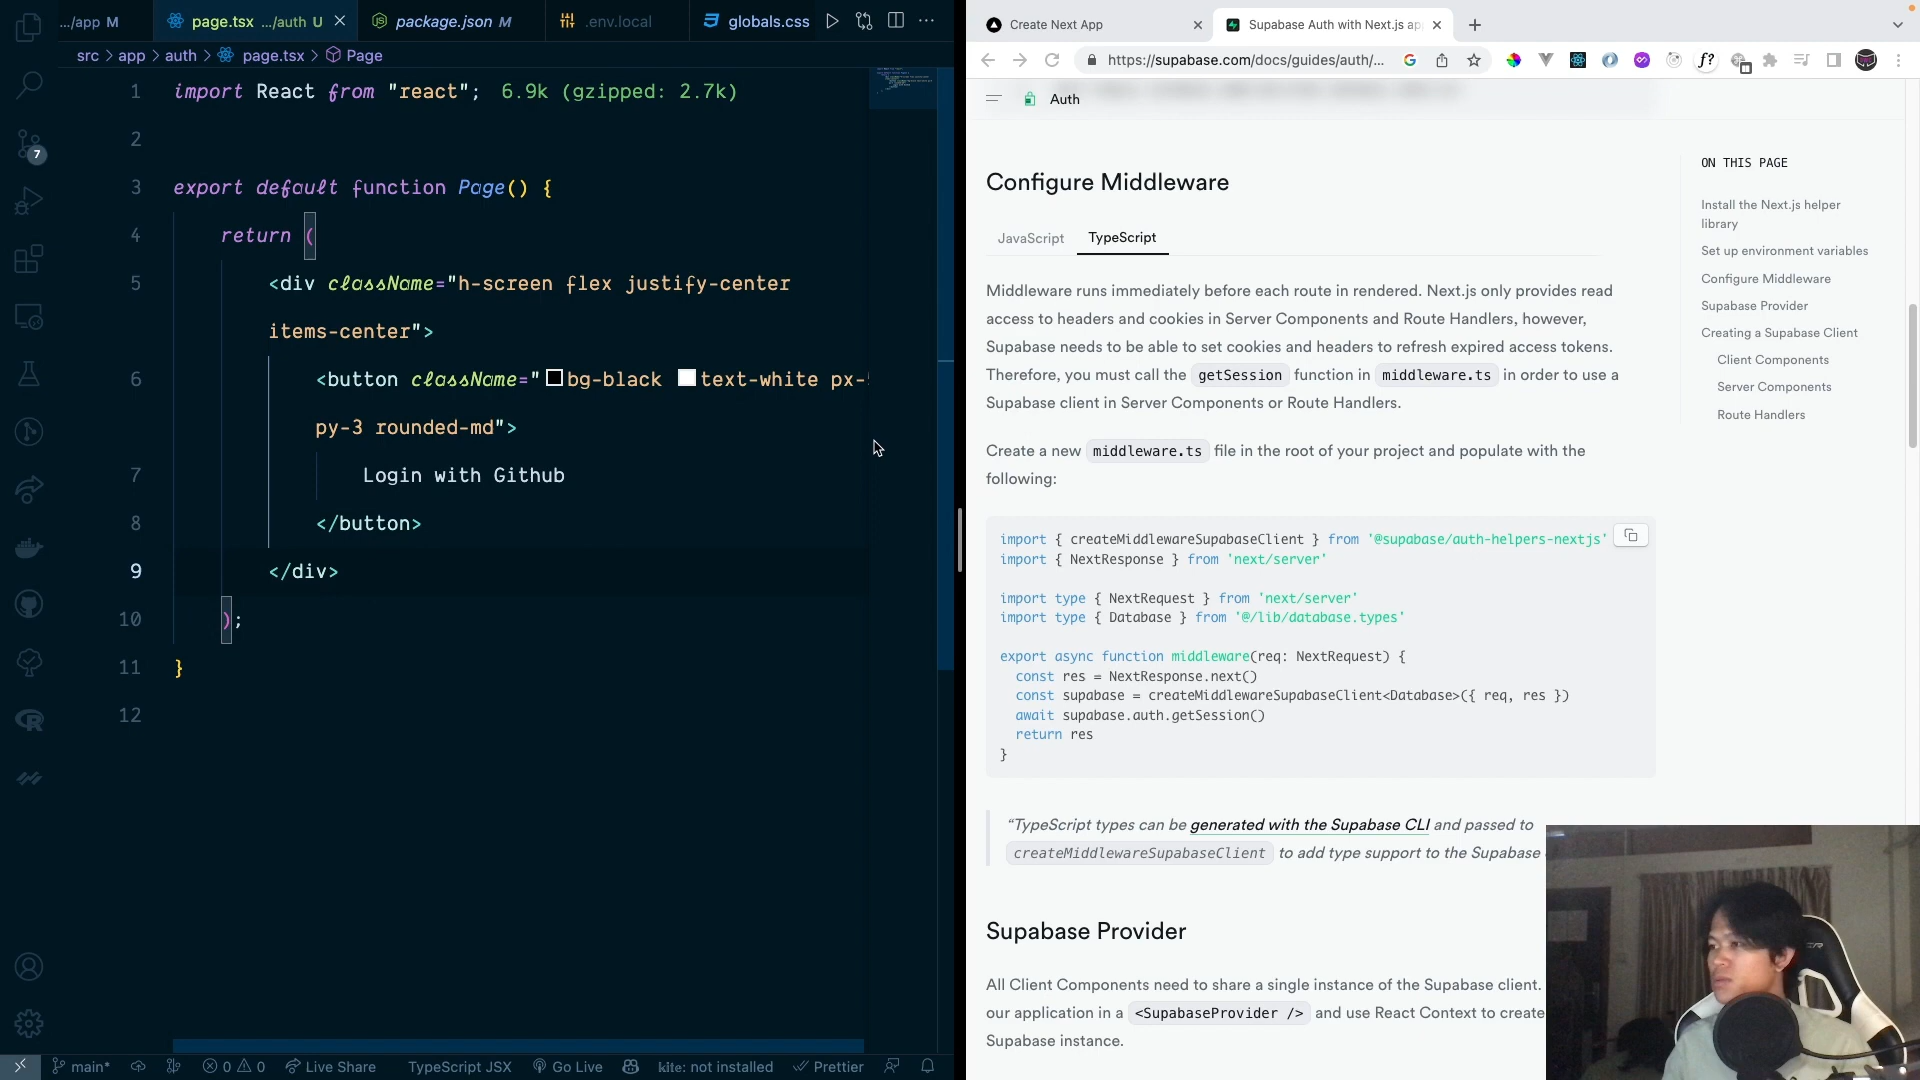 .../app M
page.tsx .../auth U
package.json M
.env.local
globals.css
src > app > auth > page.tsx > Page
1 import React from "react"; 6.9k (gzipped: 2.7k)
2
3 export default function Page() {
4 return (
5 <div className="h-screen flex justify-center
items-center">
6 <button className="bg-black text-white px-
py-3 rounded-md">
7 Login with Github
8 </button>
9 </div>
10 );
11 }
12
7
main*
0 0
Live Share
TypeScript JSX
Go Live
kite: not installed
Prettier
Create Next App
Supabase Auth with Next.js ap
https://supabase.com/docs/guides/auth/...
Auth
Configure Middleware
JavaScript TypeScript
Middleware runs immediately before each route in rendered. Next.js only provides read
access to headers and cookies in Server Components and Route Handlers, however,
Supabase needs to be able to set cookies and headers to refresh expired access tokens.
Therefore, you must call the getSession function in middleware.ts in order to use a
Supabase client in Server Components or Route Handlers.
Create a new middleware.ts file in the root of your project and populate with the
following:
import { createMiddlewareSupabaseClient } from '@supabase/auth-helpers-nextjs'
import { NextResponse } from 'next/server'
import type { NextRequest } from 'next/server'
import type { Database } from '@/lib/database.types'
export async function middleware(req: NextRequest) {
const res = NextResponse.next()
const supabase = createMiddlewareSupabaseClient<Database>({ req, res })
await supabase.auth.getSession()
return res
}
“TypeScript types can be generated with the Supabase CLI and passed to
createMiddlewareSupabaseClient to add type support to the Supabase
Supabase Provider
All Client Components need to share a single instance of the Supabase client.
our application in a <SupabaseProvider /> and use React Context to create
Supabase instance.
ON THIS PAGE
Install the Next.js helper
library
Set up environment variables
Configure Middleware
Supabase Provider
Creating a Supabase Client
Client Components
Server Components
Route Handlers